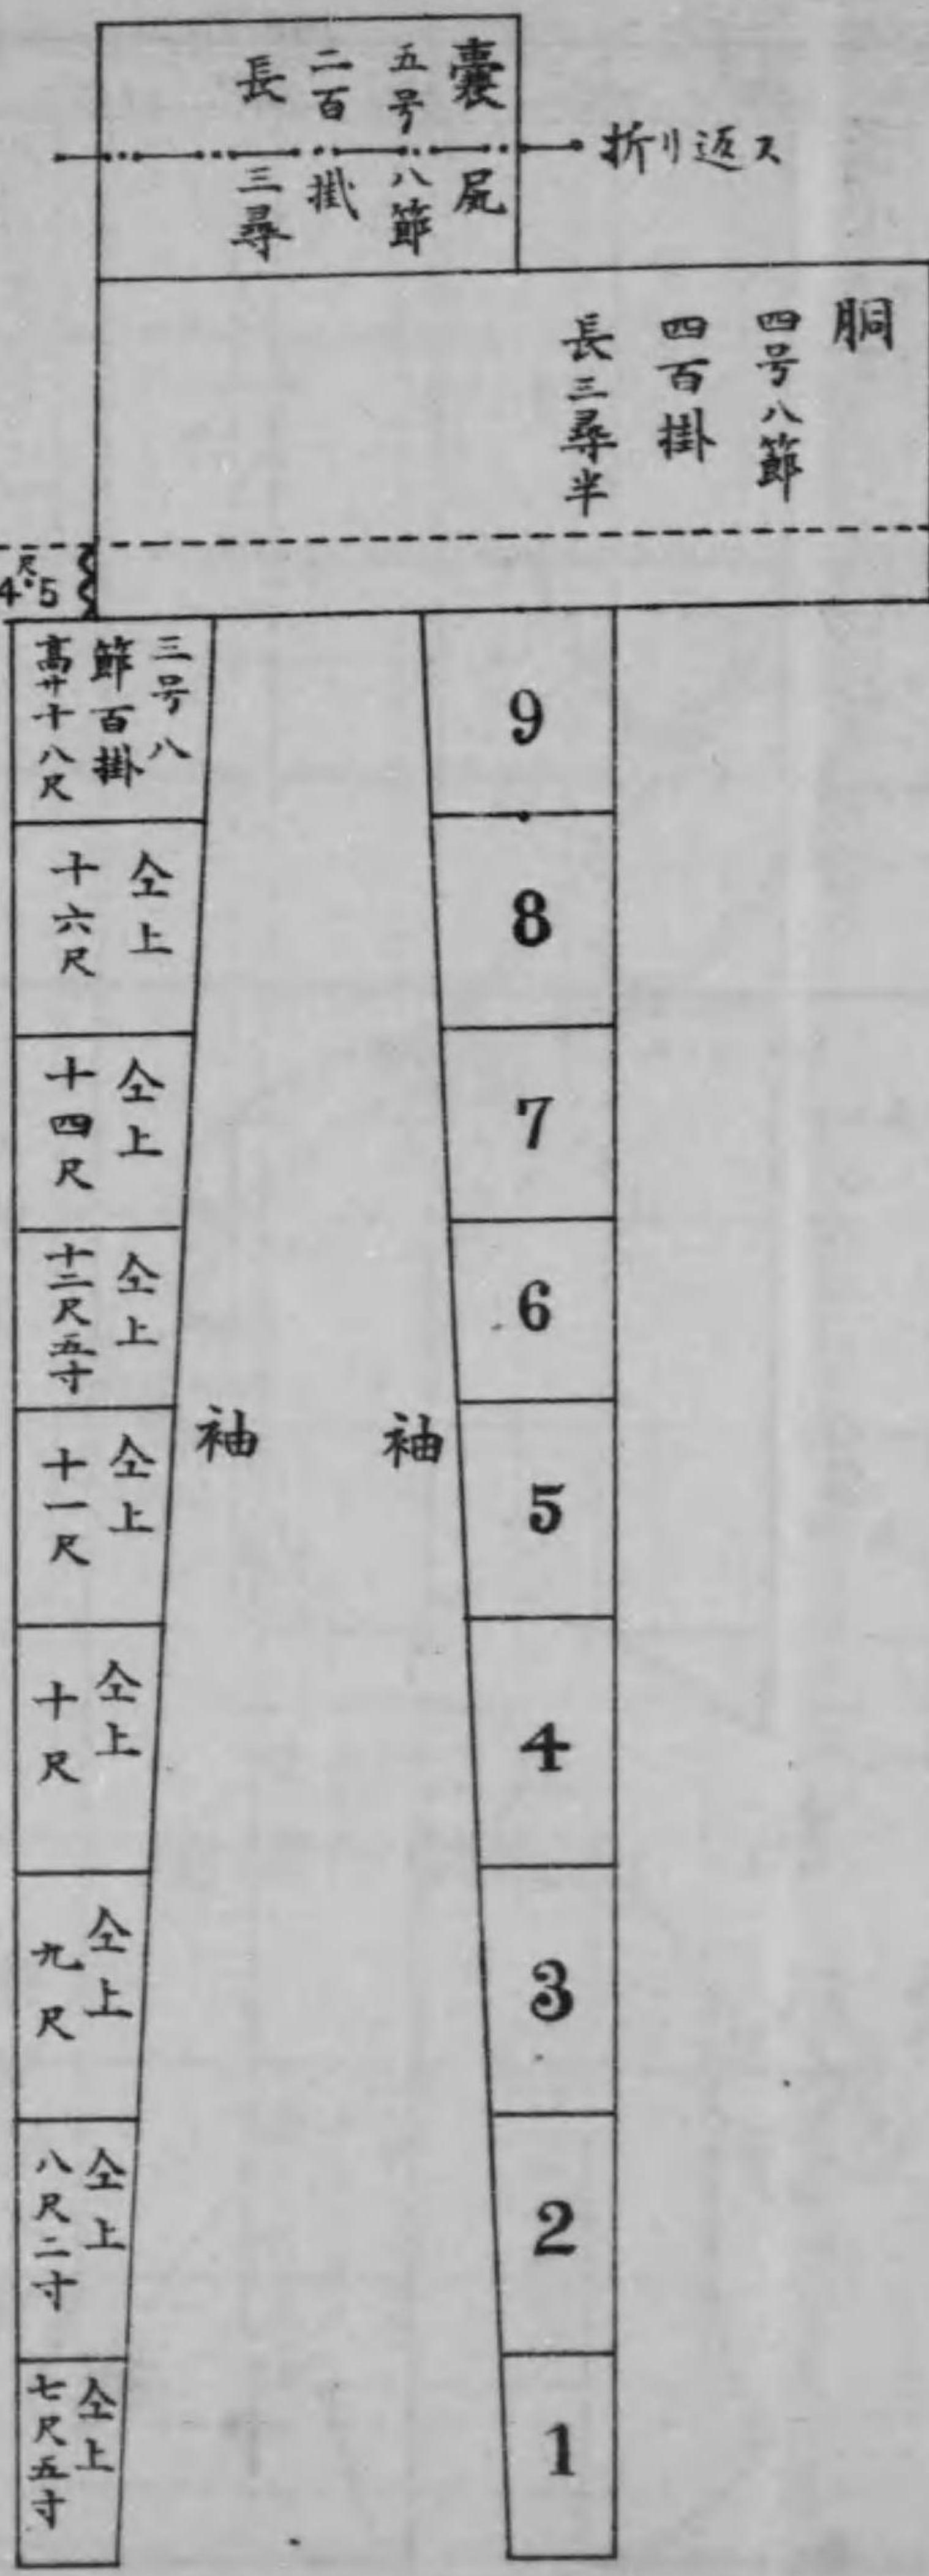 嚢尻
五号八節
二百掛
長三尋
折リ返ス
胴
四号八節
四百掛
長三尋半
尺
4.5
三号八
節百掛
高サ十八尺
仝上
十六尺
仝上
十四尺
仝上
十二尺五寸
仝上
十一尺
仝上
十尺
仝上
九尺
仝上
八尺二寸
仝上
七尺五寸
袖
袖
9
8
7
6
5
4
3
2
1